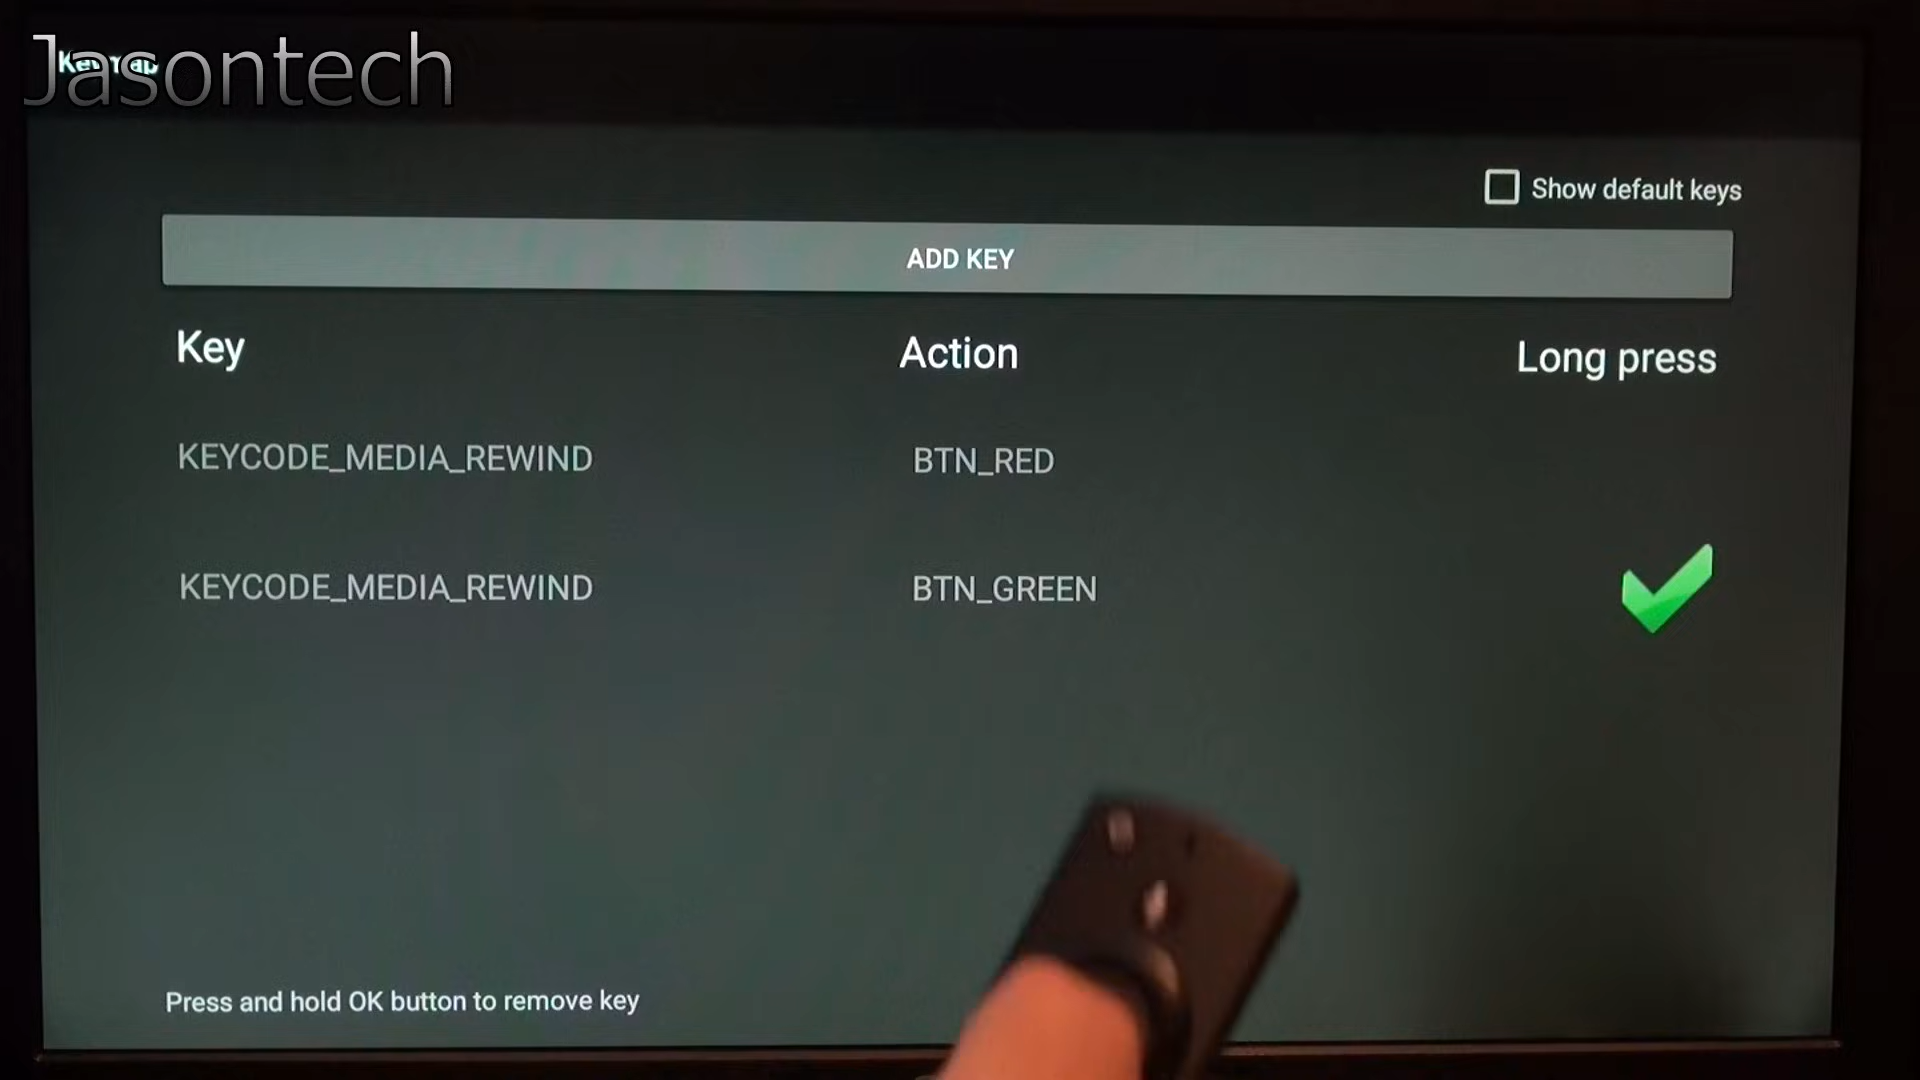 Jasontech
Keymap
Show default keys
ADD KEY
Key Action Long press
KEYCODE_MEDIA_REWIND BTN_RED
KEYCODE_MEDIA_REWIND BTN_GREEN
Press and hold OK button to remove key